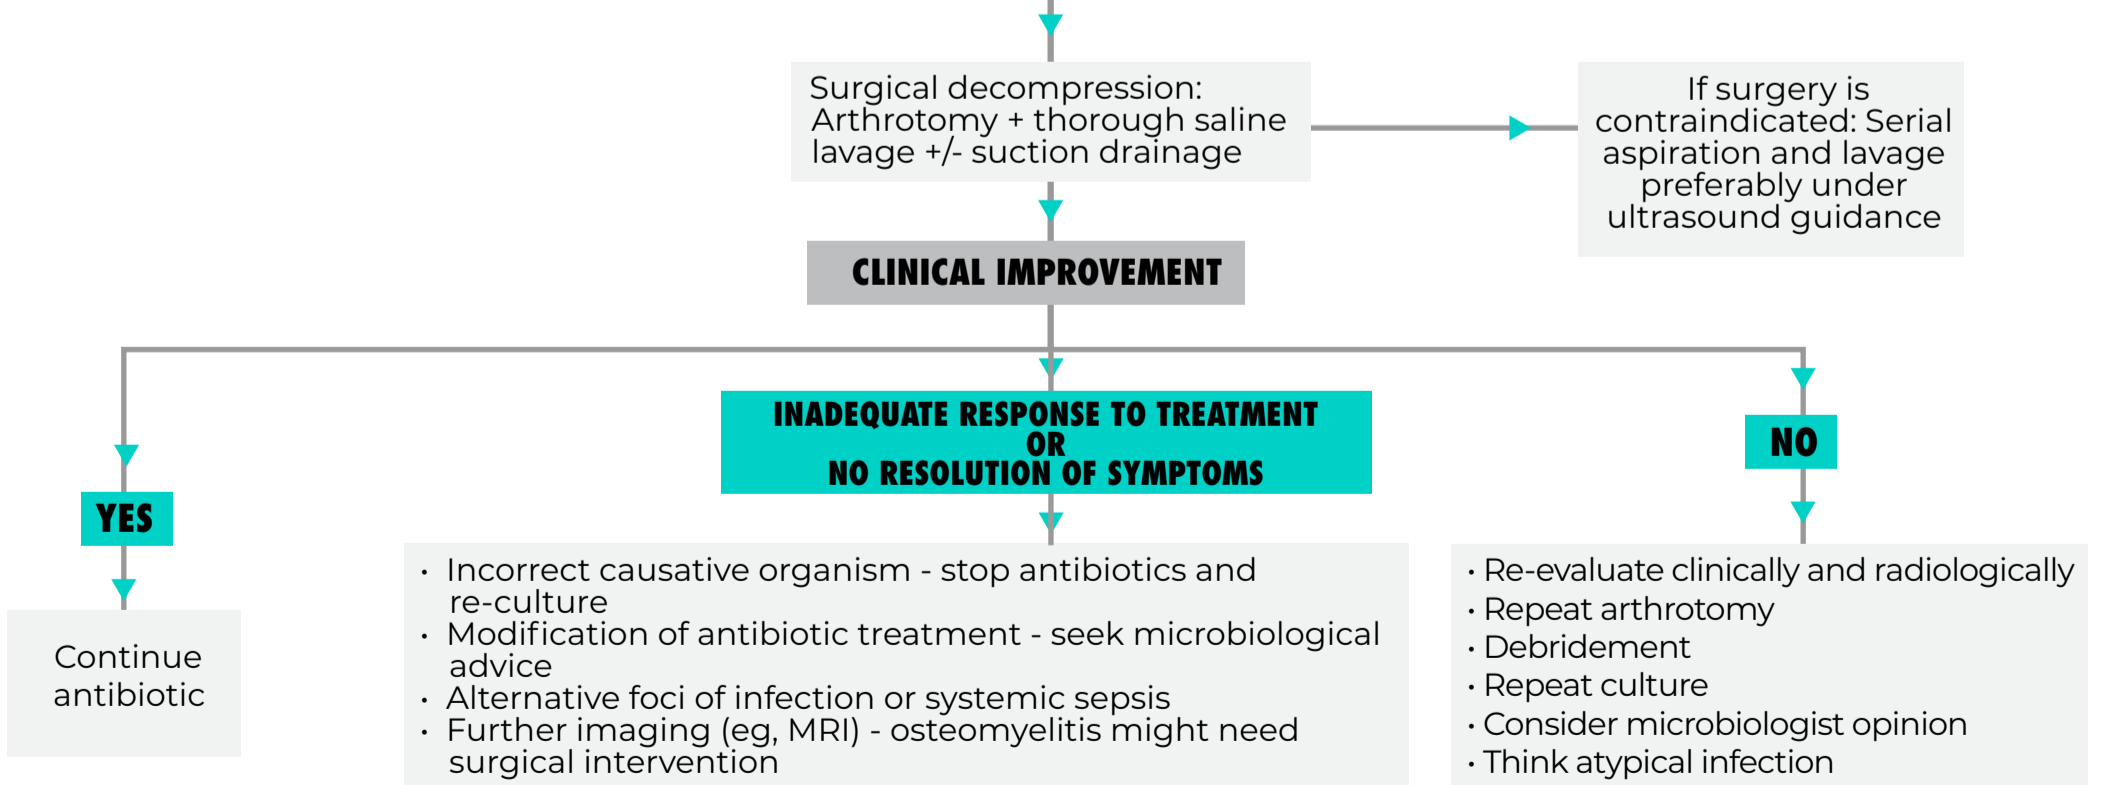 Surgical decompression:
Arthrotomy + thorough saline
lavage +/- suction drainage
If surgery is
contraindicated: Serial
aspiration and lavage
preferably under
ultrasound guidance
CLINICAL IMPROVEMENT
YES
Continue
antibiotic
INADEQUATE RESPONSE TO TREATMENT
OR
NO RESOLUTION OF SYMPTOMS
• Incorrect causative organism - stop antibiotics and
re-culture
• Modification of antibiotic treatment - seek microbiological
advice
• Alternative foci of infection or systemic sepsis
• Further imaging (eg, MRI) - osteomyelitis might need
surgical intervention
NO
• Re-evaluate clinically and radiologically
• Repeat arthrotomy
• Debridement
• Repeat culture
• Consider microbiologist opinion
• Think atypical infection